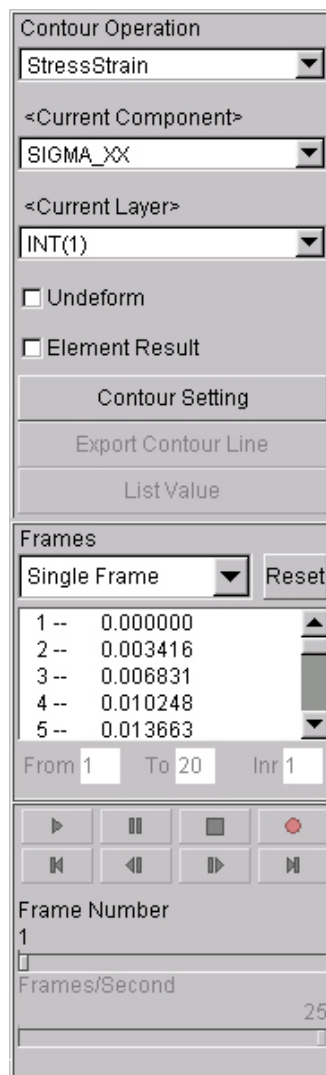 Contour Operation
StressStrain
<Current Component>
SIGMA_XX
<Current Layer>
INT(1)
Undeform
Element Result
Contour Setting
Export Contour Line
List Value
Frames
Single Frame Reset
1 -- 0.000000
2 -- 0.003416
3 -- 0.006831
4 -- 0.010248
5 -- 0.013663
From 1 To 20 Inr 1
Frame Number
1
Frames/Second
25